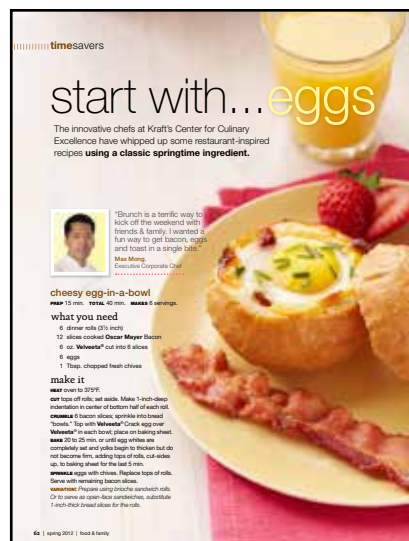 timesavers
start with...eggs
The innovative chefs at Kraft's Center for Culinary
Excellence have whipped up some restaurant-inspired
recipes using a classic springtime ingredient.
"Brunch is a terrific way to
kick off the weekend with
friends & family. I wanted a
fun way to get bacon, eggs
and toast in a single bite."
Max Mong,
Executive Corporate Chef
cheesy egg-in-a-bowl
PREP 15 min. TOTAL 40 min. MAKES 6 servings.
what you need
6 dinner rolls (3½ inch)
12 slices cooked Oscar Mayer Bacon
6 oz. Velveeta® cut into 6 slices
6 eggs
1 Tbsp. chopped fresh chives
make it
HEAT oven to 375°F.
CUT tops off rolls; set aside. Make 1-inch-deep
indentation in center of bottom half of each roll.
CRUMBLE 6 bacon slices; sprinkle into bread
"bowls." Top with Velveeta® Crack egg over
Velveeta® in each bowl; place on baking sheet.
BAKE 20 to 25 min. or until egg whites are
completely set and yolks begin to thicken but do
not become firm, adding tops of rolls, cut-sides
up, to baking sheet for the last 5 min.
SPRINKLE eggs with chives. Replace tops of rolls.
Serve with remaining bacon slices.
VARIATION: Prepare using brioche sandwich rolls.
Or to serve as open-face sandwiches, substitute
1-inch-thick bread slices for the rolls.
62 | spring 2012 | food & family